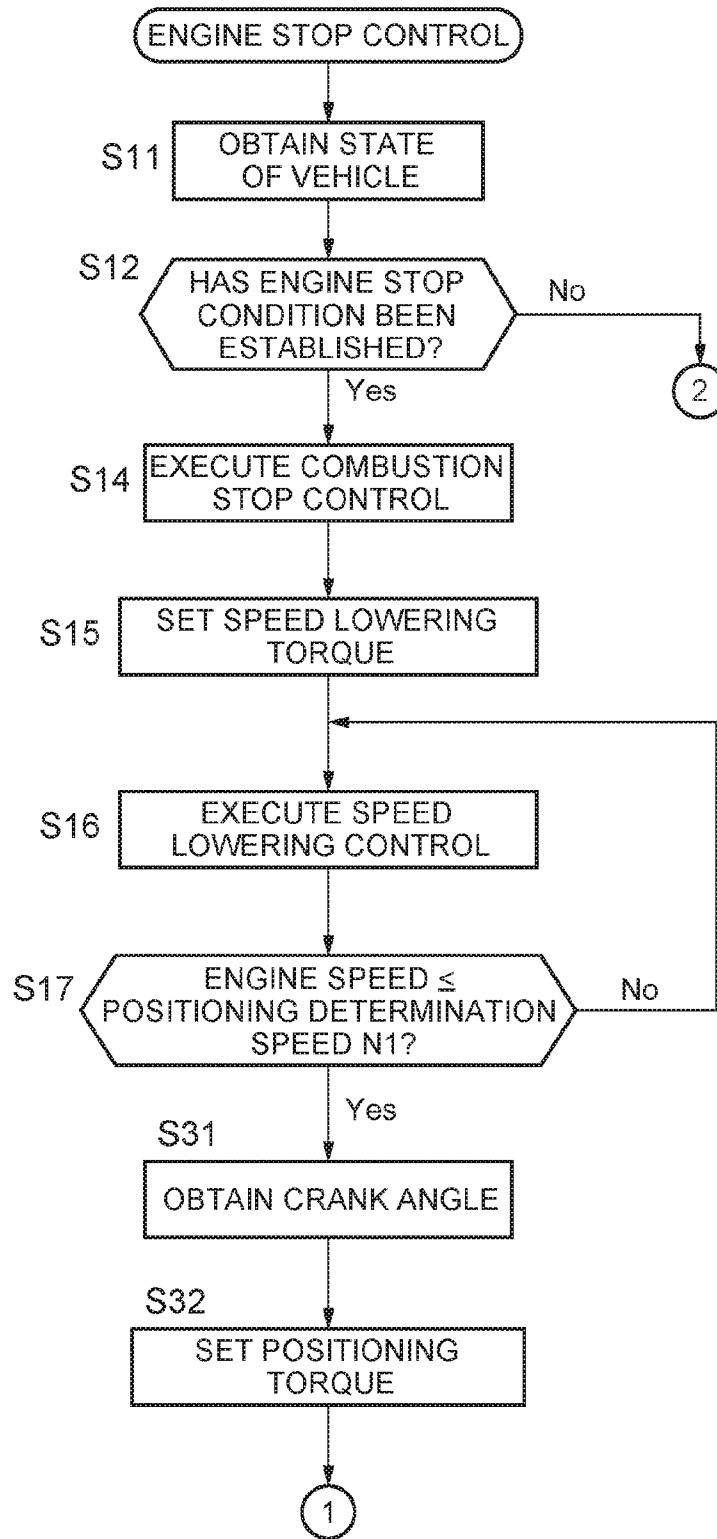 ENGINE STOP CONTROL
S11
OBTAIN STATE
OF VEHICLE
S12
HAS ENGINE STOP
CONDITION BEEN
ESTABLISHED?
No
2
Yes
S14
EXECUTE COMBUSTION
STOP CONTROL
S15
SET SPEED LOWERING
TORQUE
S16
EXECUTE SPEED
LOWERING CONTROL
S17
ENGINE SPEED ≤
POSITIONING DETERMINATION
SPEED N1?
No
Yes
S31
OBTAIN CRANK ANGLE
S32
SET POSITIONING
TORQUE
1